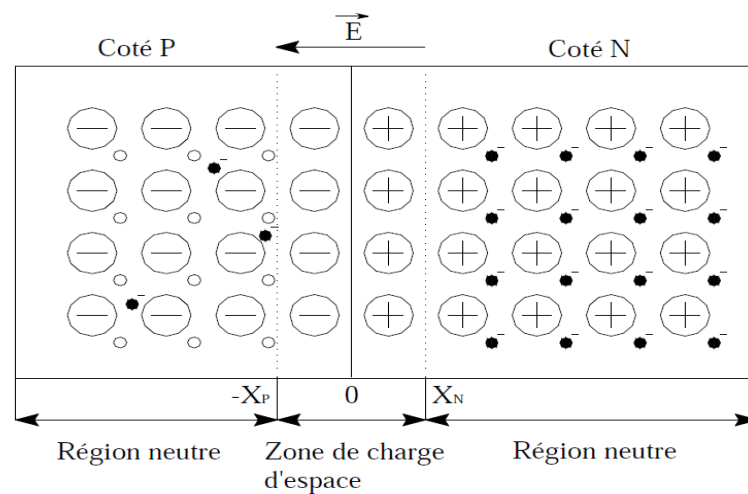 E
Coté P
Coté N
-XP
0
XN
Région neutre
Zone de charge
d'espace
Région neutre